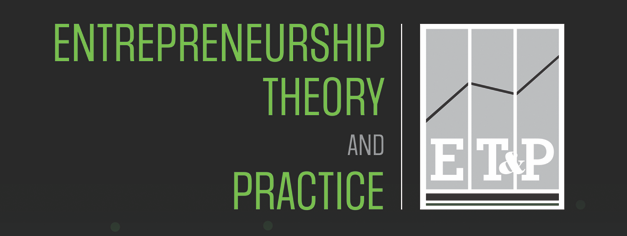 ENTREPRENEURSHIP
THEORY
AND
PRACTICE
ET&P